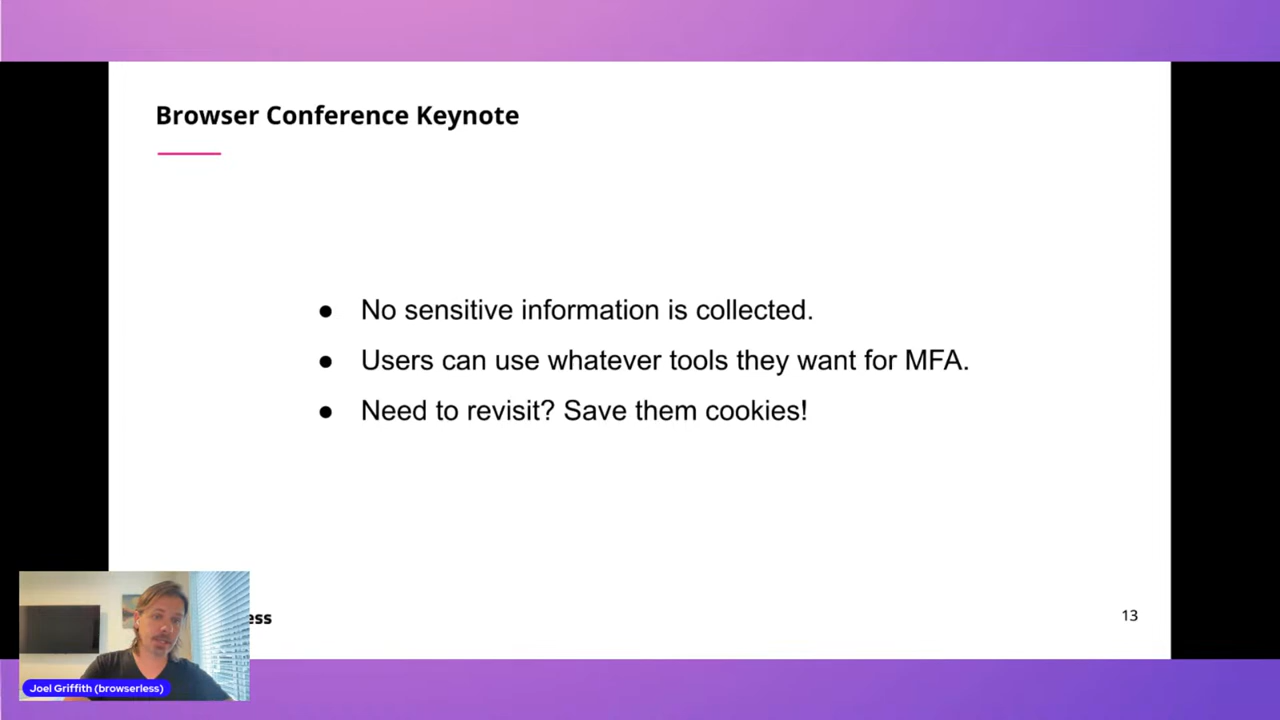 Browser Conference Keynote
● No sensitive information is collected.
● Users can use whatever tools they want for MFA.
● Need to revisit? Save them cookies!
ess
13
Joel Griffith (browserless)